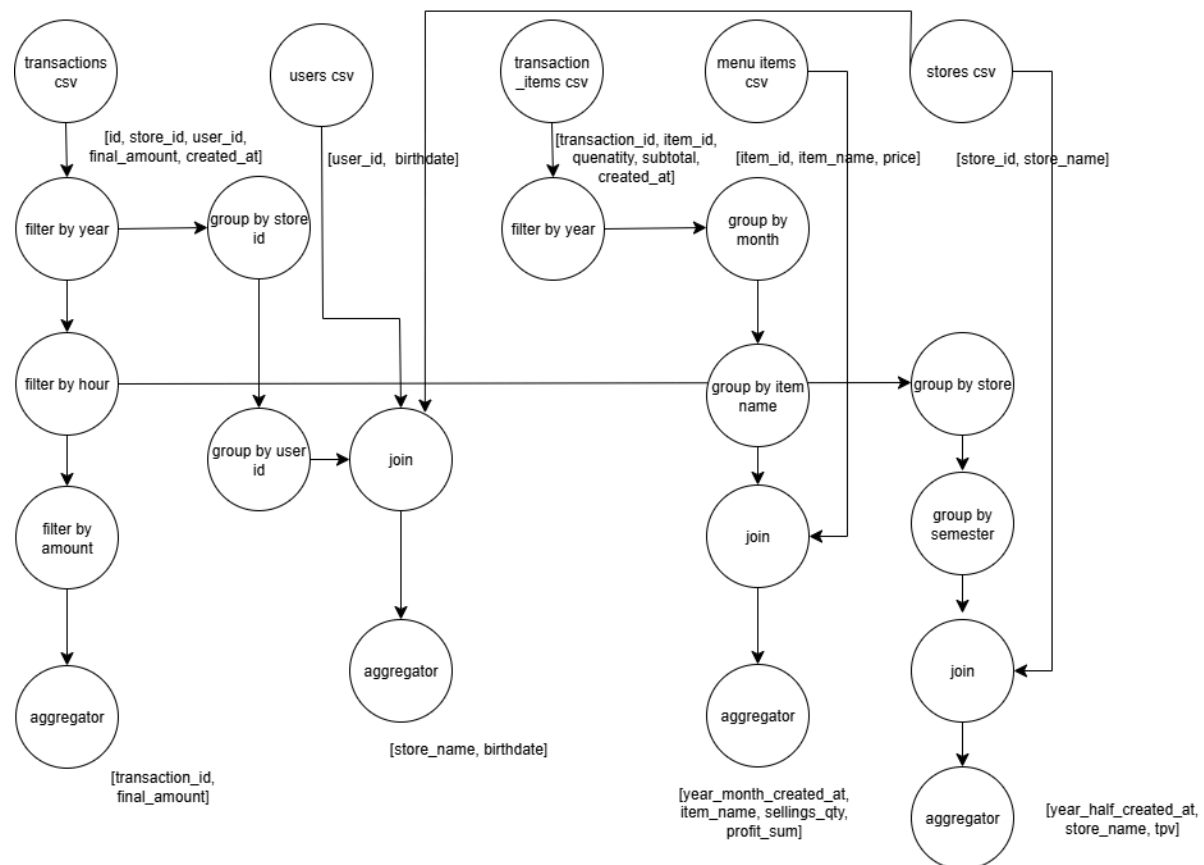 transactions
csv
users csv
transaction
_items csv
menu items
csv
stores csv
[id, store_id, user_id,
final_amount, created_at]
[user_id, birthdate]
[transaction_id, item_id,
quenatity, subtotal,
created_at]
[item_id, item_name, price]
[store_id, store_name]
filter by year
group by store
id
filter by year
group by
month
filter by hour
group by item
name
group by store
group by user
id
join
filter by
amount
join
group by
semester
aggregator
aggregator
aggregator
join
[store_name, birthdate]
[transaction_id,
final_amount]
[year_month_created_at,
item_name, sellings_qty,
profit_sum]
aggregator
[year_half_created_at,
store_name, tpv]